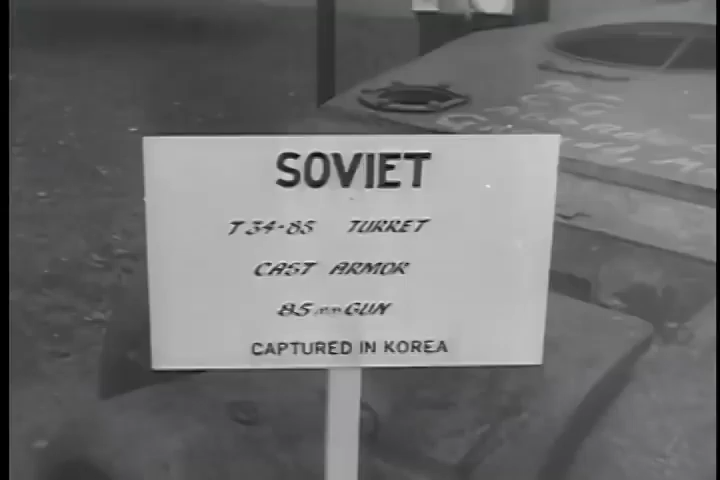 SOVIET
T34-85 TURRET
CAST ARMOR
85mm GUN
CAPTURED IN KOREA